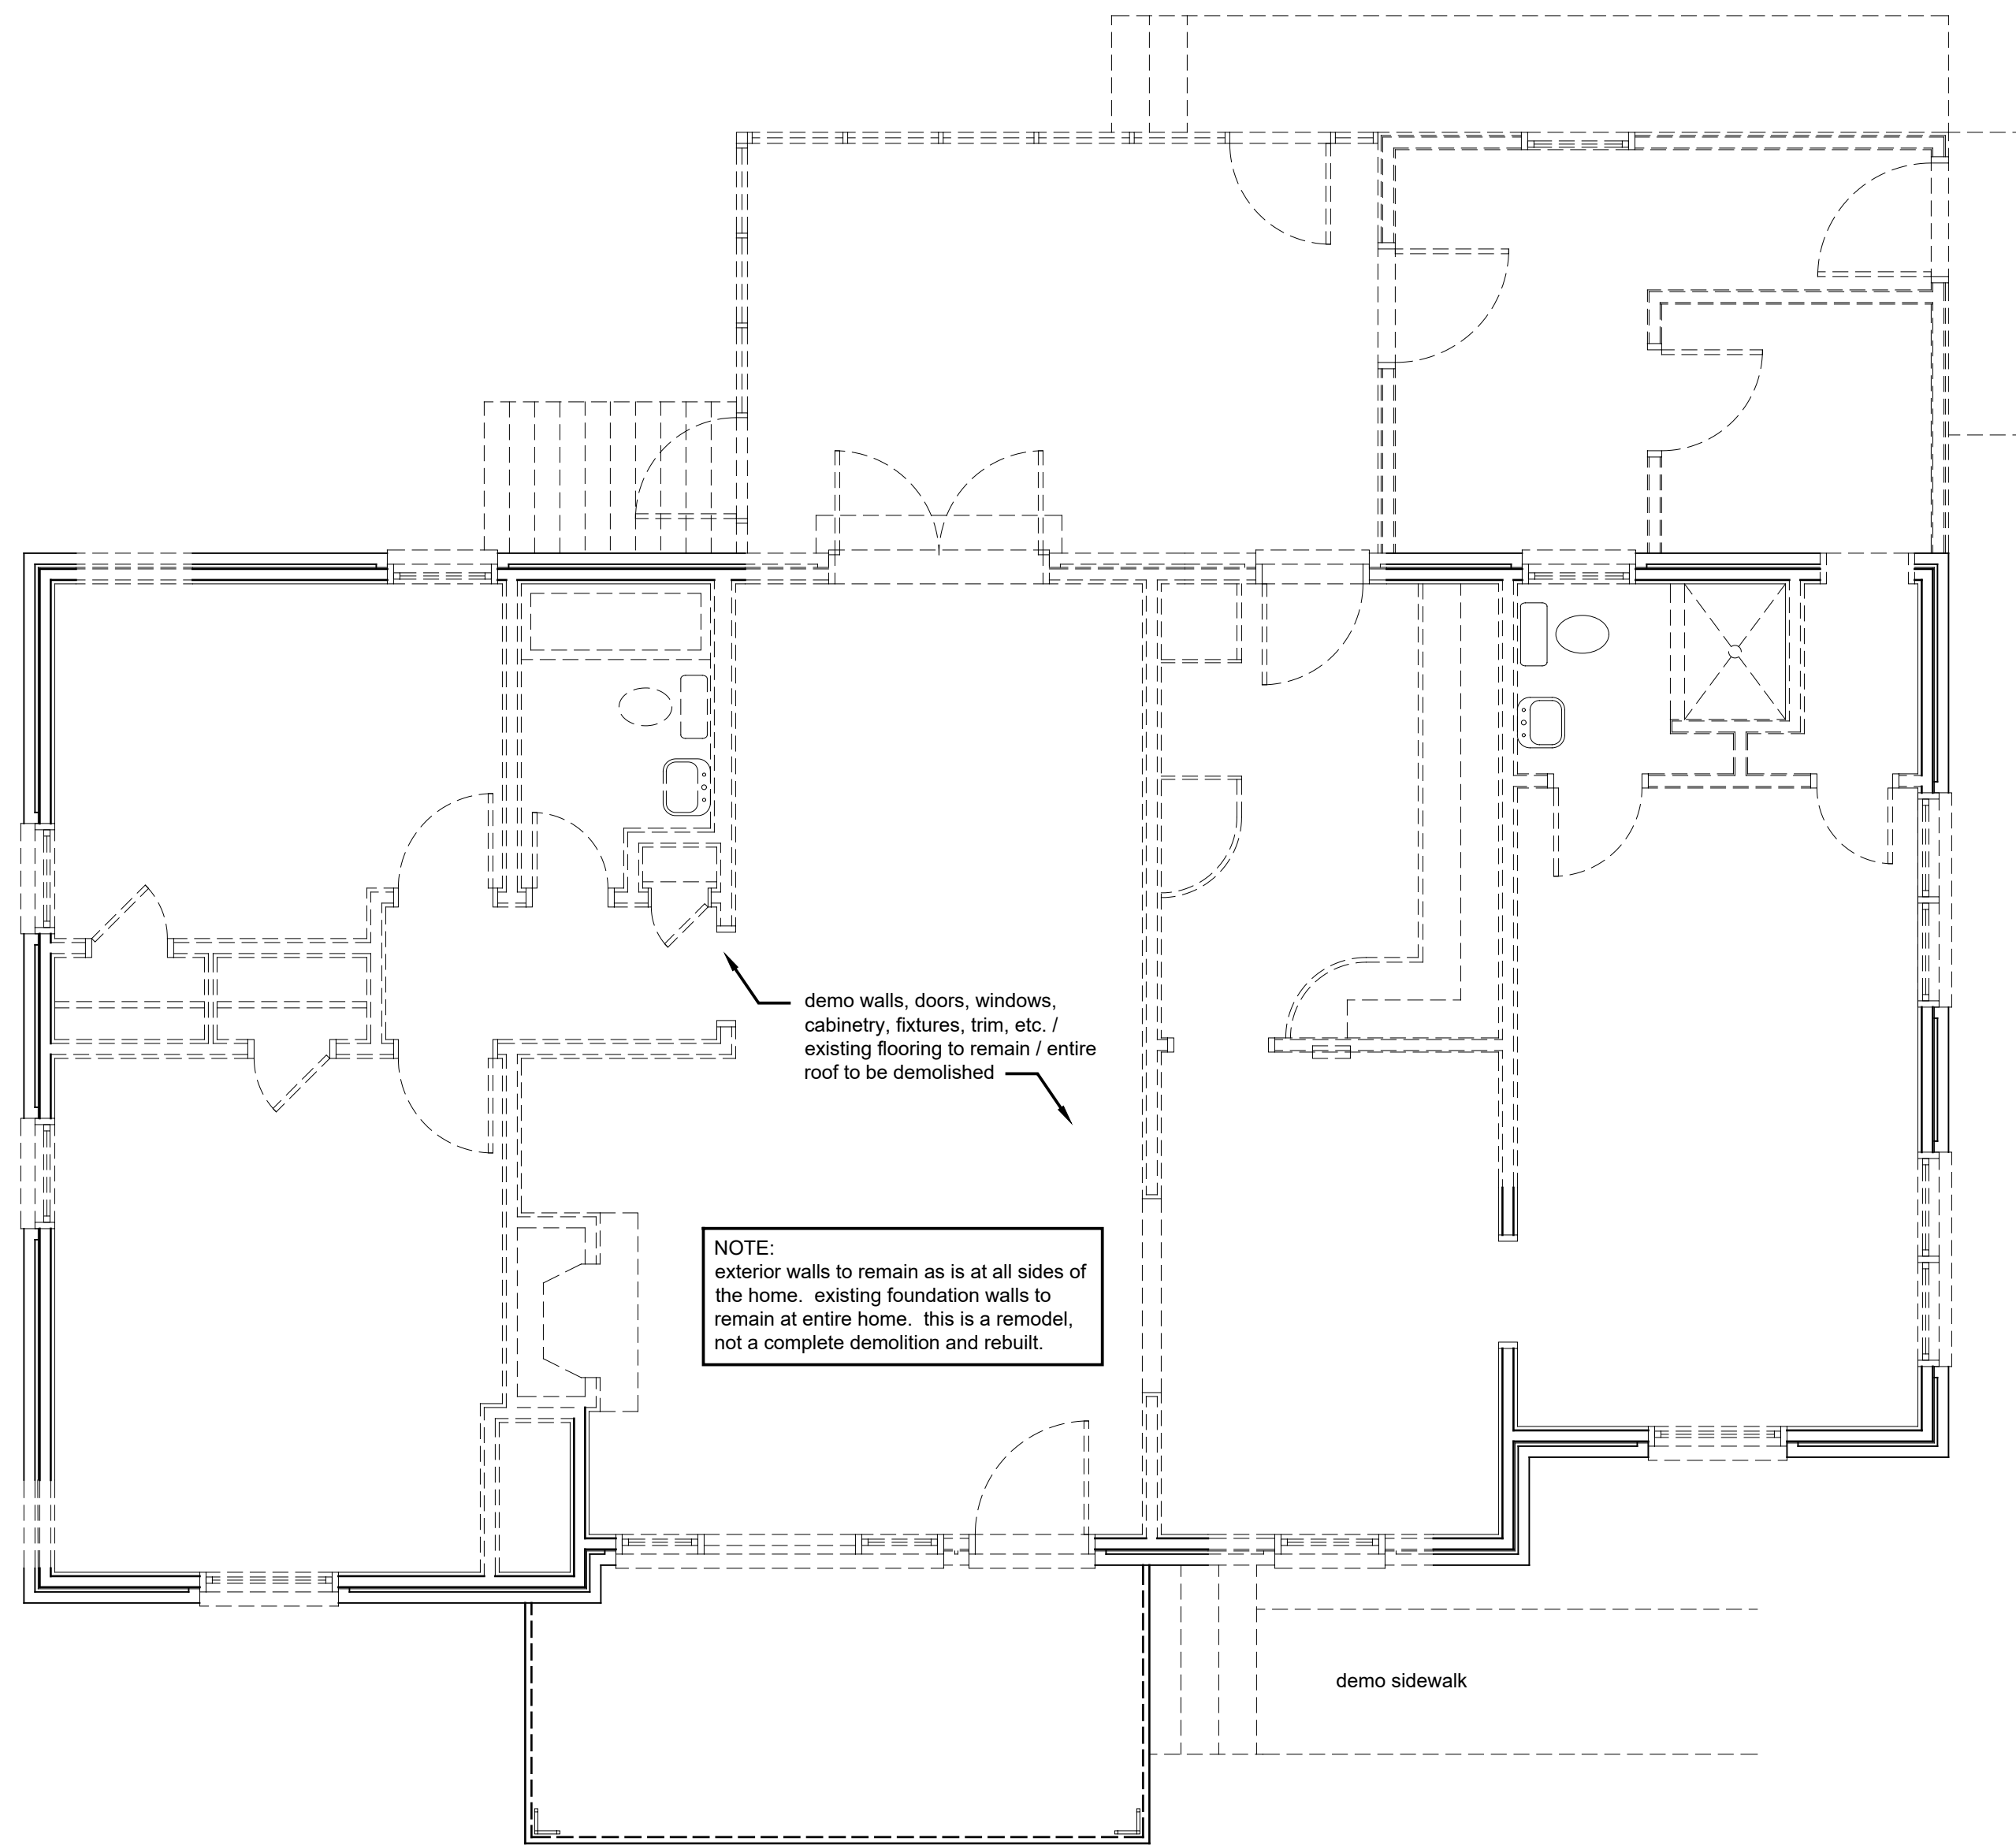 demo walls, doors, windows,
cabinetry, fixtures, trim, etc. /
existing flooring to remain / entire
roof to be demolished
NOTE:
exterior walls to remain as is at all sides of
the home.  existing foundation walls to
remain at entire home.  this is a remodel,
not a complete demolition and rebuilt.
demo sidewalk